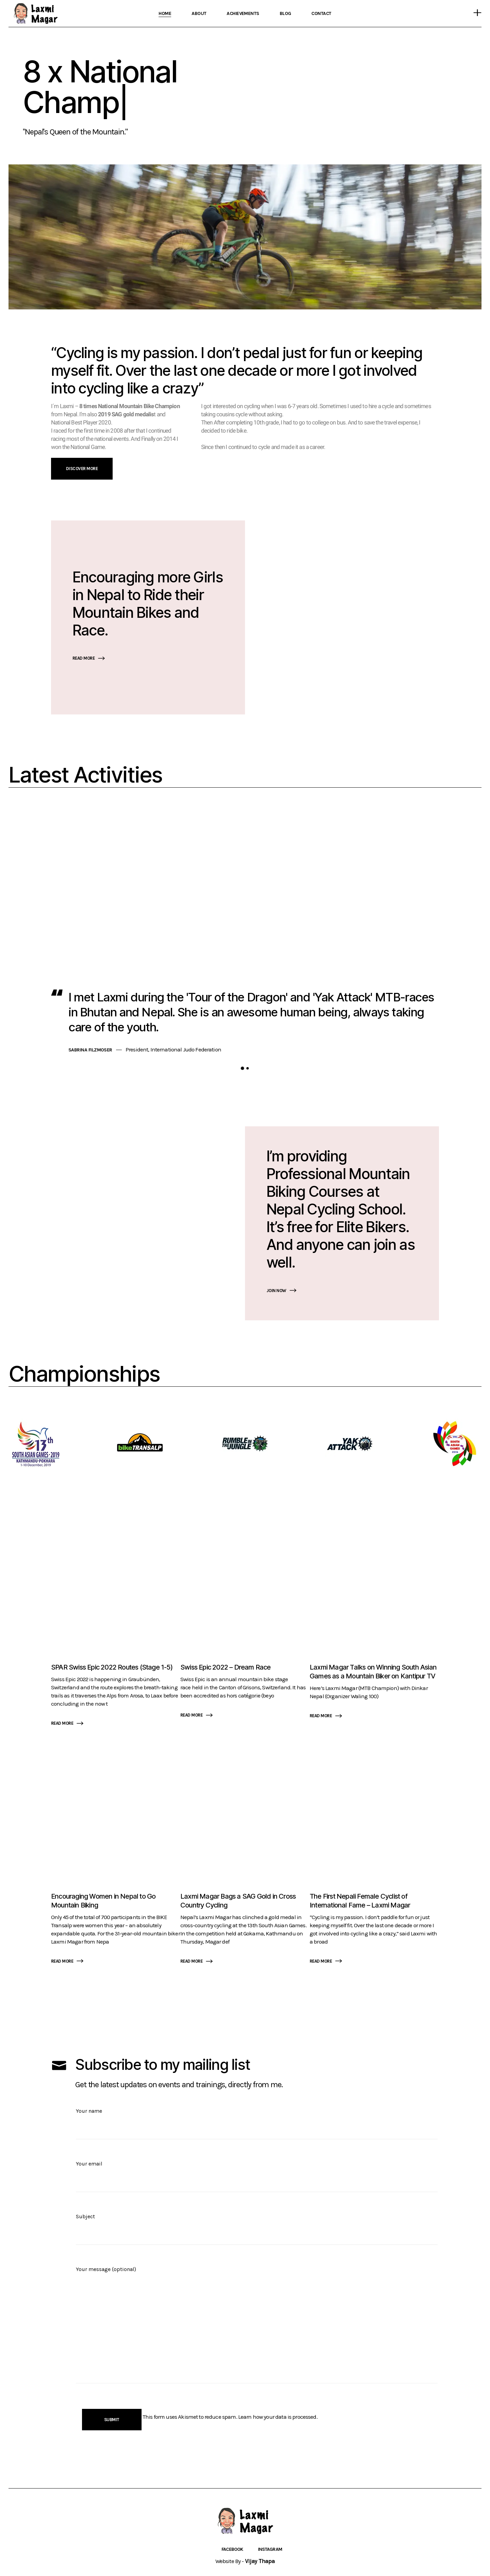 Laxmi
Magar
HOME
ABOUT
ACHIEVEMENTS
BLOG
CONTACT
8 x National
Champ|
"Nepal's Queen of the Mountain."
“Cycling is my passion. I don’t pedal just for fun or keeping
myself fit. Over the last one decade or more I got involved
into cycling like a crazy”
I’m Laxmi – 8 times National Mountain Bike Champion
from Nepal. I’m also 2019 SAG gold medalist and
National Best Player 2020.
I raced for the first time in 2008 after that I continued
racing most of the national events. And Finally on 2014 I
won the National Game.
I got interested on cycling when I was 6-7 years old. Sometimes I used to hire a cycle and sometimes
taking cousins cycle without asking.
Then After completing 10th grade, I had to go to college on bus. And to save the travel expense, I
decided to ride bike.
Since then I continued to cycle and made it as a career.
DISCOVER MORE
Encouraging more Girls
in Nepal to Ride their
Mountain Bikes and
Race.
READ MORE
Latest Activities
I met Laxmi during the 'Tour of the Dragon' and 'Yak Attack' MTB-races
in Bhutan and Nepal. She is an awesome human being, always taking
care of the youth.
SABRINA FILZMOSER — President, International Judo Federation
I’m providing
Professional Mountain
Biking Courses at
Nepal Cycling School.
It’s free for Elite Bikers.
And anyone can join as
well.
JOIN NOW
Championships
13th
SOUTH ASIAN GAMES-2019
KATHMANDU POKHARA
1-10 December, 2019
bikeTRANSALP
RUMBLE IN
THE JUNGLE
YAK
ATTACK
SPAR Swiss Epic 2022 Routes (Stage 1-5)
Swiss Epic 2022 is happening in Graubünden,
Switzerland and the route explores the breath-taking
trails as it traverses the Alps from Arosa, to Laax before
concluding in the now t
READ MORE
Swiss Epic 2022 – Dream Race
Swiss Epic is an annual mountain bike stage
race held in the Canton of Grisons, Switzerland. It has
been accredited as hors catégorie (beyo
READ MORE
Laxmi Magar Talks on Winning South Asian
Games as a Mountain Biker on Kantipur TV
Here's Laxmi Magar (MTB Champion) with Dinkar
Nepal (Organizer Waling 100)
READ MORE
Encouraging Women in Nepal to Go
Mountain Biking
Only 45 of the total of 700 participants in the BIKE
Transalp were women this year - an absolutely
expandable quota. For the 31-year-old mountain biker
Laxmi Magar from Nepa
READ MORE
Laxmi Magar Bags a SAG Gold in Cross
Country Cycling
Nepal's Laxmi Magar has clinched a gold medal in
cross-country cycling at the 13th South Asian Games.
In the competition held at Gokarna, Kathmandu on
Thursday, Magar def
READ MORE
The First Nepali Female Cyclist of
International Fame – Laxmi Magar
“Cycling is my passion. I don’t paddle for fun or just
keeping myself fit. Over the last one decade or more I
got involved into cycling like a crazy,” said Laxmi with
a broad
READ MORE
Subscribe to my mailing list
Get the latest updates on events and trainings, directly from me.
Your name
Your email
Subject
Your message (optional)
SUBMIT
This form uses Akismet to reduce spam. Learn how your data is processed.
Laxmi
Magar
FACEBOOK
INSTAGRAM
Website By - Vijay Thapa